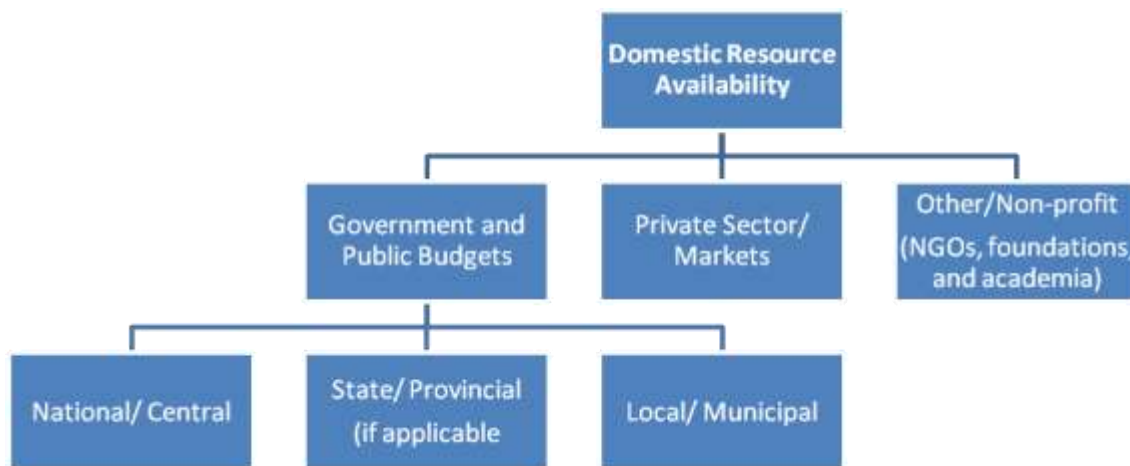 Domestic Resource
Availability
Government and
Public Budgets
Private Sector/
Markets
Other/Non-profit
(NGOs, foundations,
and academia)
National/ Central
State/ Provincial
(if applicable
Local/ Municipal